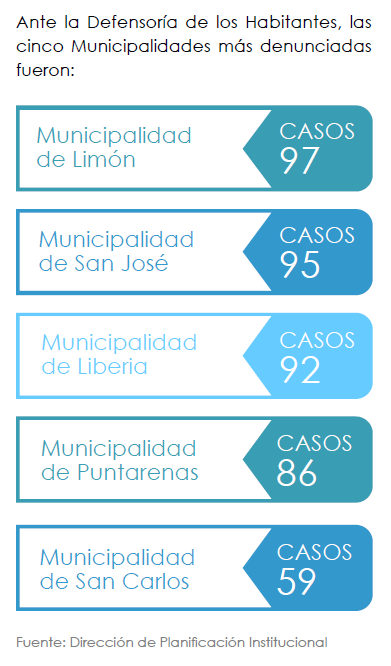 Ante la Defensoría de los Habitantes, las
cinco Municipalidades más denunciadas
fueron:
Municipalidad
de Limón
CASOS
97
Municipalidad
de San José
CASOS
95
Municipalidad
de Liberia
CASOS
92
Municipalidad
de Puntarenas
CASOS
86
Municipalidad
de San Carlos
CASOS
59
Fuente: Dirección de Planificación Institucional